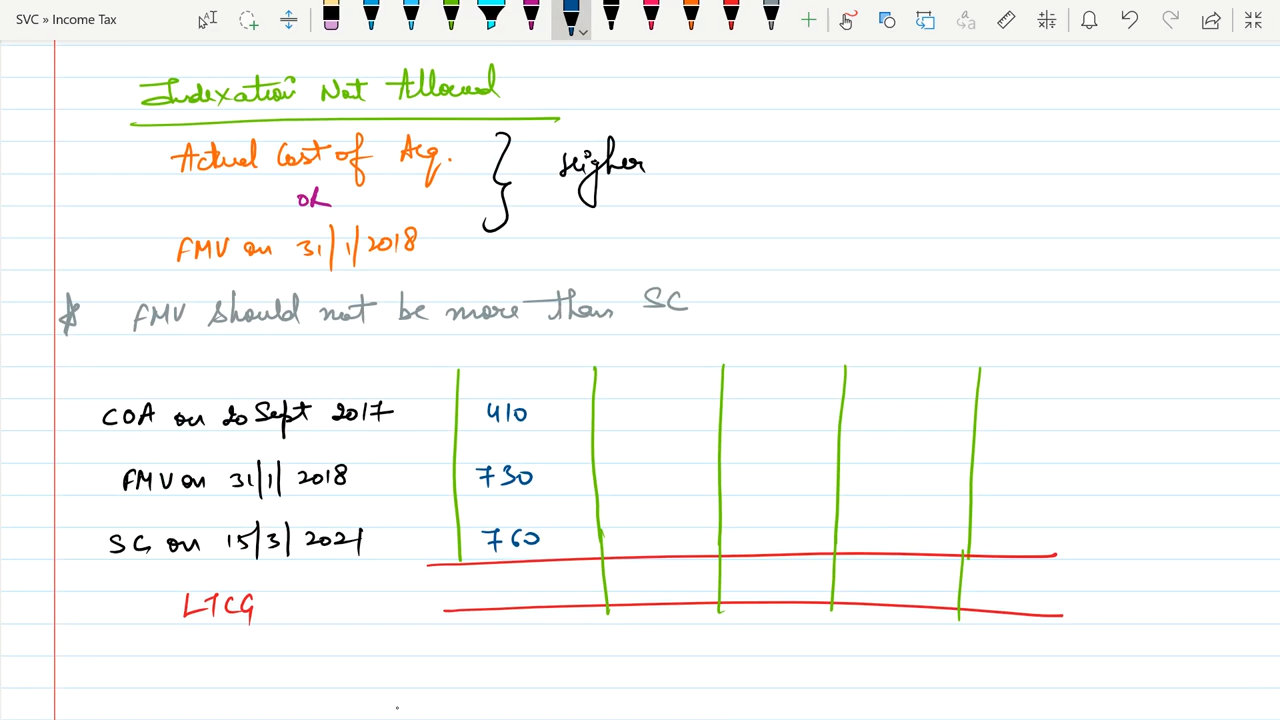 SVC » Income Tax
Indexation Not Allowed
Actual Cost of Acq.
OR
Higher
FMV on 31/1/2018
FMV should not be more than SC
COA on 20 Sept 2017 410
FMV on 31/1/2018 730
SC on 15/3/2021 760
LTCG